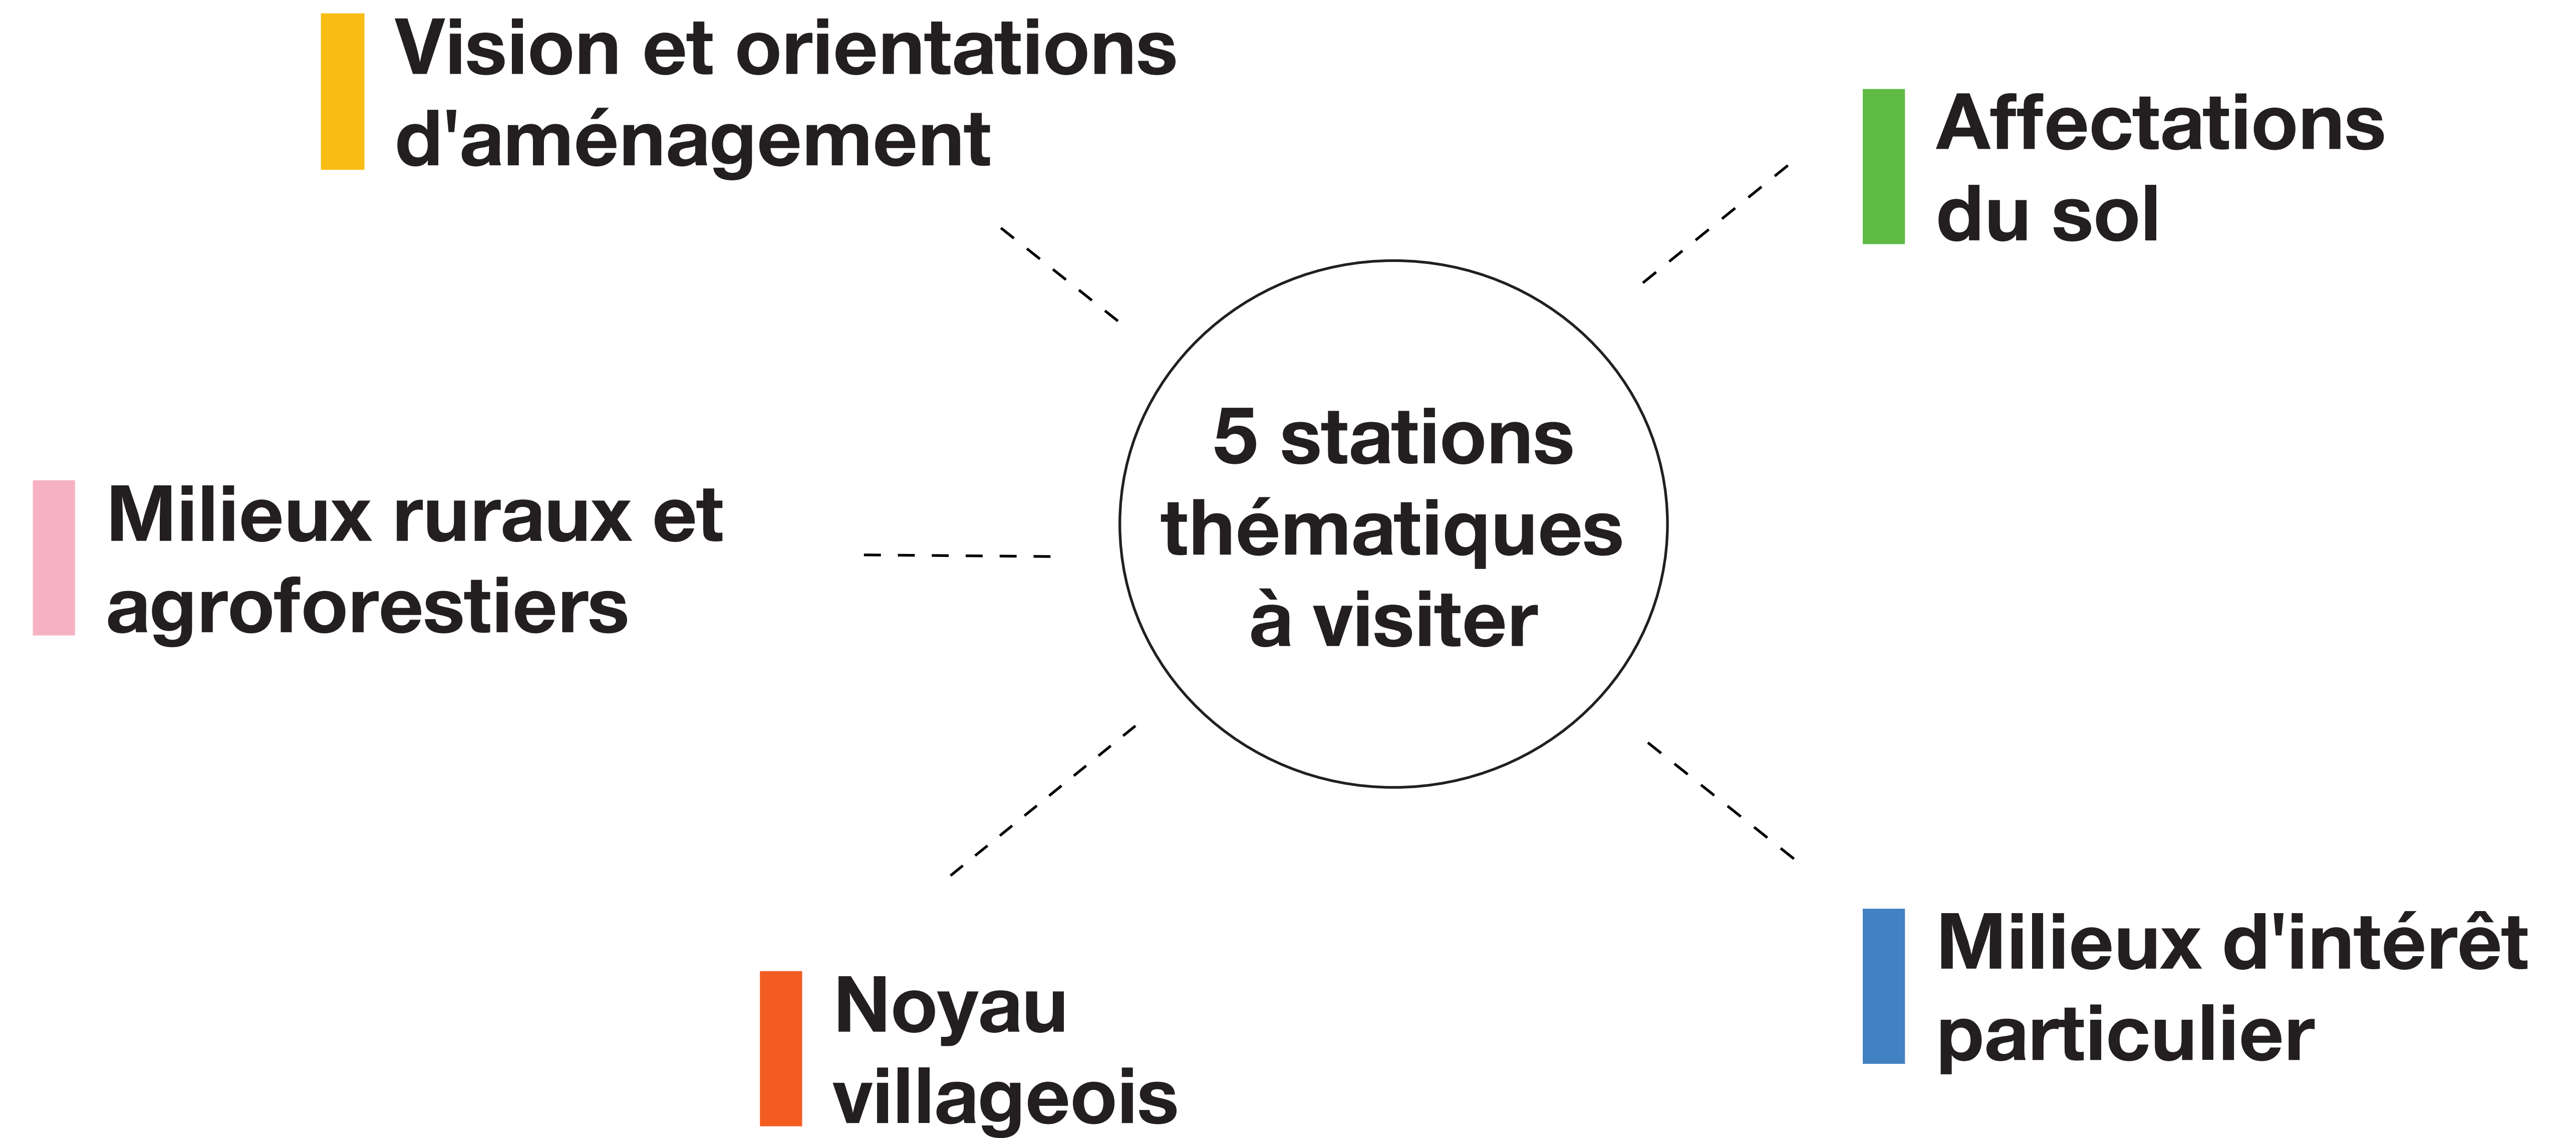 Vision et orientations
d'aménagement
Affectations
du sol
5 stations
thématiques
à visiter
Milieux ruraux et
agroforestiers
Noyau
villageois
Milieux d'intérêt
particulier